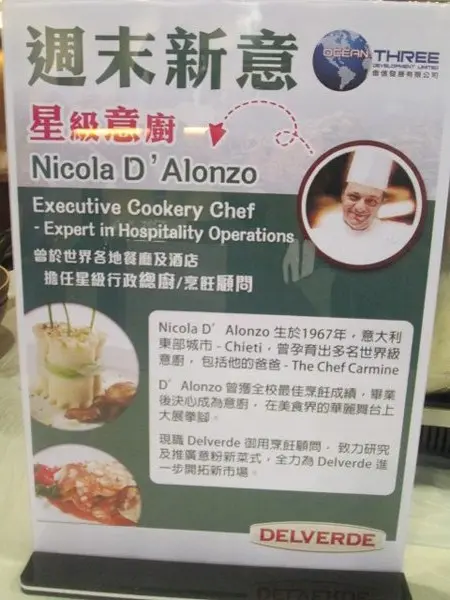 週末新意
OCEAN THREE
DEVELOPMENT LIMITED
星級意廚
Nicola D'Alonzo
Executive Cookery Chef
- Expert in Hospitality Operations
曾於世界各地餐廳及酒店
擔任星級行政總廚/烹飪顧問
Nicola D' Alonzo 生於1967年，意大利
東部城市 - Chieti，曾孕育出多名世界級
意廚， 包括他的爸爸 - The Chef Carmine
D' Alonzo 曾獲全校最佳烹飪成績，畢業
後決心成為意廚， 在美食界的華麗舞台上
大展拳腳。
現職 Delverde 御用烹飪顧問， 致力研究
及推廣意粉新菜式，全力為 Delverde 進
一步開拓新市場。
DELVERDE